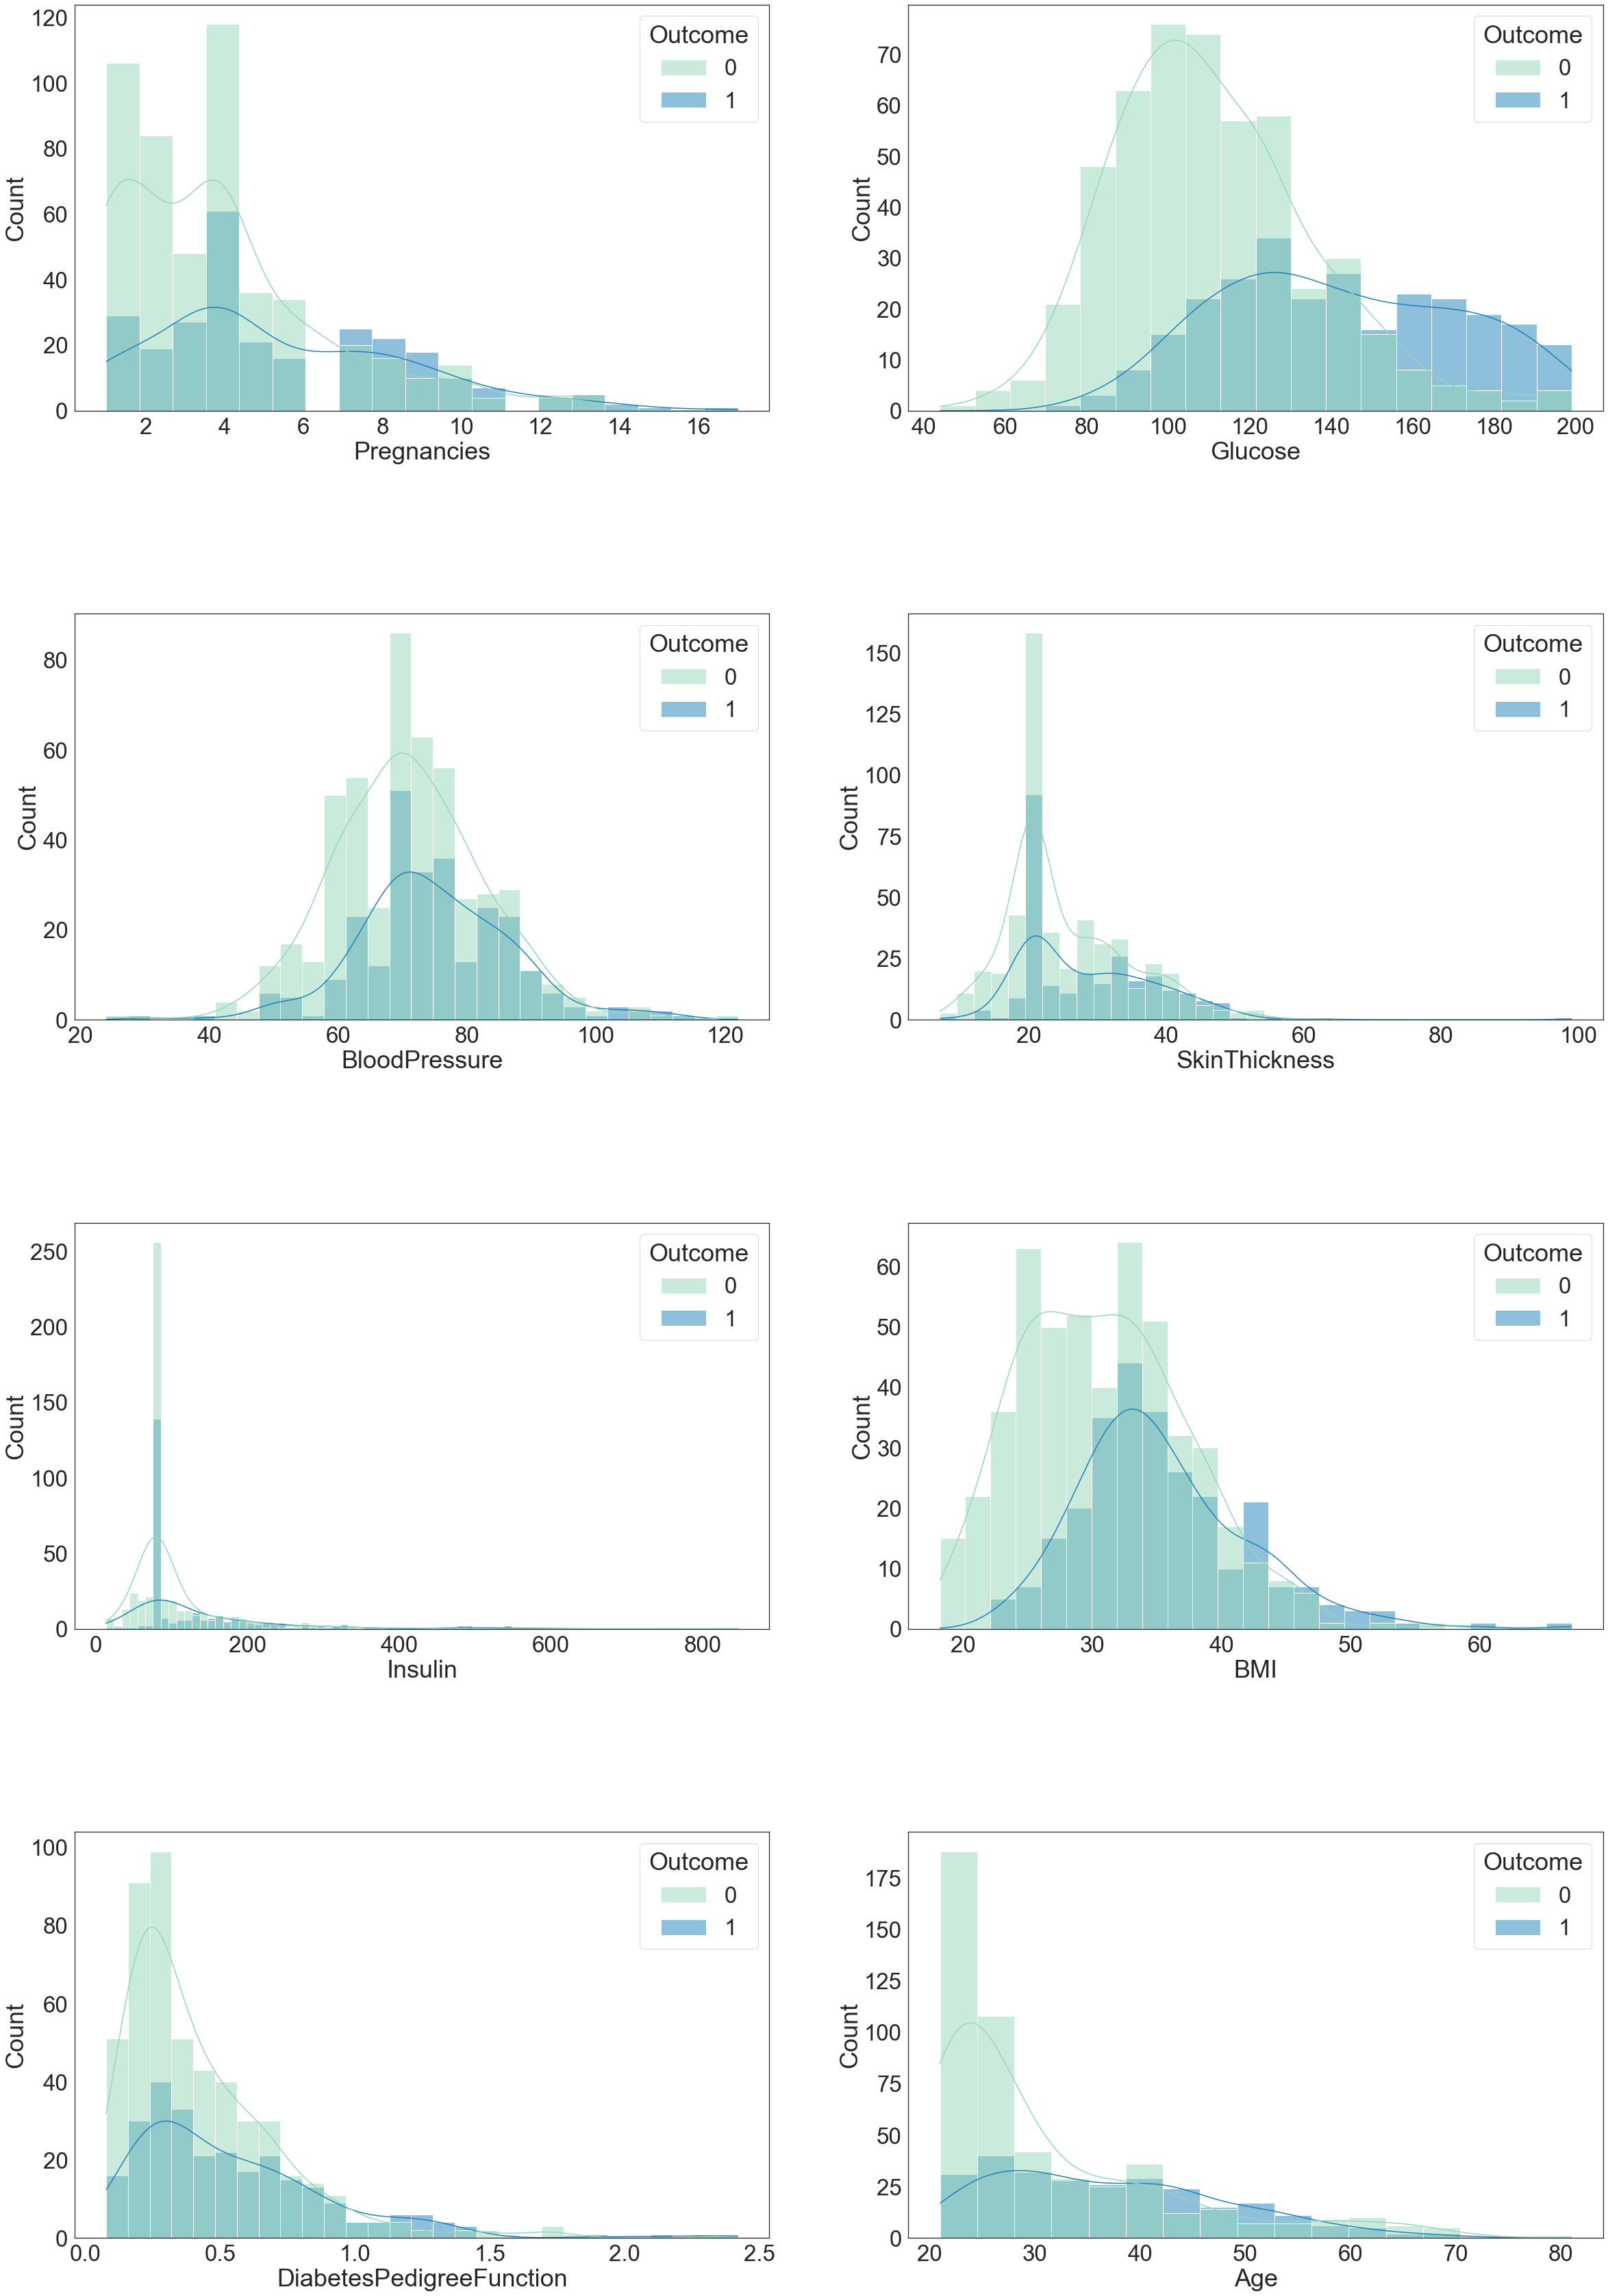 120
100
80
60
40
20
0
Count
2 4 6 8 10 12 14 16
Pregnancies
Outcome
0
1
70
60
50
40
30
20
10
0
Count
40 60 80 100 120 140 160 180 200
Glucose
Outcome
0
1
80
60
40
20
0
Count
20 40 60 80 100 120
BloodPressure
Outcome
0
1
150
125
100
75
50
25
0
Count
20 40 60 80 100
SkinThickness
Outcome
0
1
250
200
150
100
50
0
Count
0 200 400 600 800
Insulin
Outcome
0
1
60
50
40
30
20
10
0
Count
20 30 40 50 60
BMI
Outcome
0
1
100
80
60
40
20
0
Count
0.0 0.5 1.0 1.5 2.0 2.5
DiabetesPedigreeFunction
Outcome
0
1
175
150
125
100
75
50
25
0
Count
20 30 40 50 60 70 80
Age
Outcome
0
1